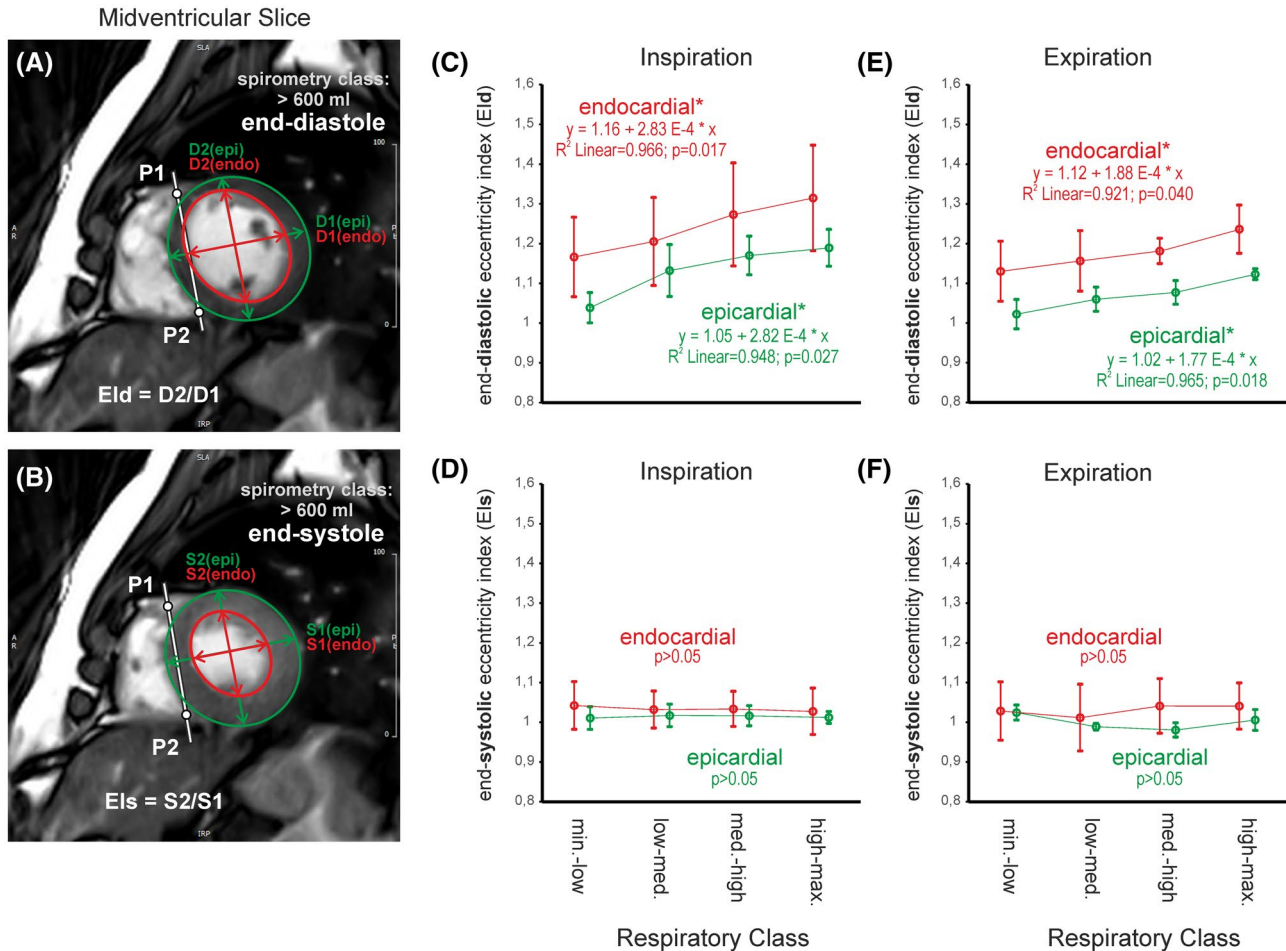 Midventricular Slice
(A)
SLA
spirometry class:
> 600 ml
end-diastole
100
D2(epi)
D2(endo)
P1
D1(epi)
D1(endo)
A
R
P
0
P2
EId = D2/D1
IRP
(B)
SLA
spirometry class:
> 600 ml
end-systole
100
S2(epi)
S2(endo)
P1
S1(epi)
S1(endo)
A
R
P
0
P2
EIs = S2/S1
IRP
(C)
Inspiration
end-diastolic eccentricity index (EId)
1,6
1,5
1,4
1,3
1,2
1,1
1
0,9
0,8
endocardial*
y = 1.16 + 2.83 E-4 * x
R² Linear=0.966; p=0.017
epicardial*
y = 1.05 + 2.82 E-4 * x
R² Linear=0.948; p=0.027
(E)
Expiration
end-diastolic eccentricity index (EId)
1,6
1,5
1,4
1,3
1,2
1,1
1
0,9
0,8
endocardial*
y = 1.12 + 1.88 E-4 * x
R² Linear=0.921; p=0.040
epicardial*
y = 1.02 + 1.77 E-4 * x
R² Linear=0.965; p=0.018
(D)
Inspiration
end-systolic eccentricity index (EIs)
1,6
1,5
1,4
1,3
1,2
1,1
1
0,9
0,8
endocardial
p>0.05
epicardial
p>0.05
min.-low
low-med.
med.-high
high-max.
Respiratory Class
(F)
Expiration
end-systolic eccentricity index (EIs)
1,6
1,5
1,4
1,3
1,2
1,1
1
0,9
0,8
endocardial
p>0.05
epicardial
p>0.05
min.-low
low-med.
med.-high
high-max.
Respiratory Class